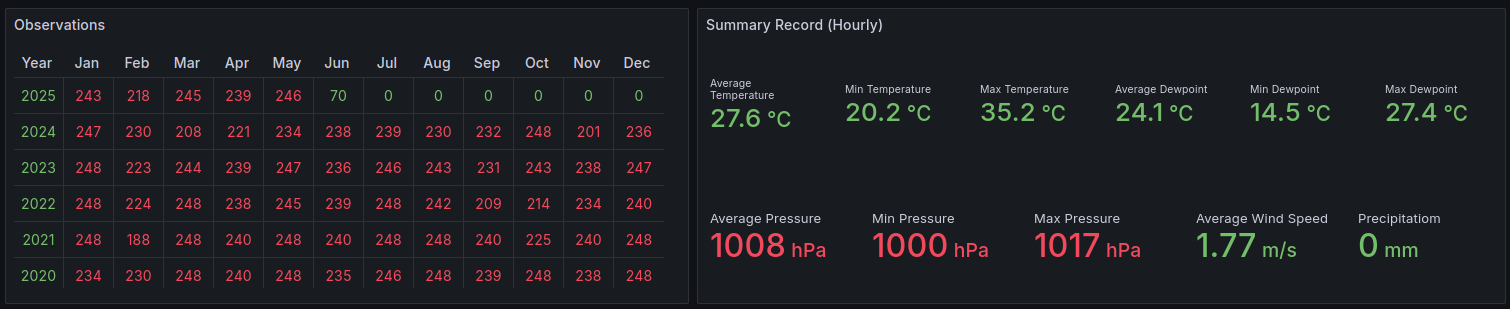 Observations
Year Jan Feb Mar Apr May Jun Jul Aug Sep Oct Nov Dec
2025 243 218 245 239 246 70 0 0 0 0 0 0
2024 247 230 208 221 234 238 239 230 232 248 201 236
2023 248 223 244 239 247 236 246 243 231 243 238 247
2022 248 224 248 238 245 239 248 242 209 214 234 240
2021 248 188 248 240 248 240 248 248 240 225 240 248
2020 234 230 248 240 248 235 246 248 239 248 238 248
Summary Record (Hourly)
Average
Temperature
27.6 °C
Min Temperature
20.2 °C
Max Temperature
35.2 °C
Average Dewpoint
24.1 °C
Min Dewpoint
14.5 °C
Max Dewpoint
27.4 °C
Average Pressure
1008 hPa
Min Pressure
1000 hPa
Max Pressure
1017 hPa
Average Wind Speed
1.77 m/s
Precipitatiom
0 mm